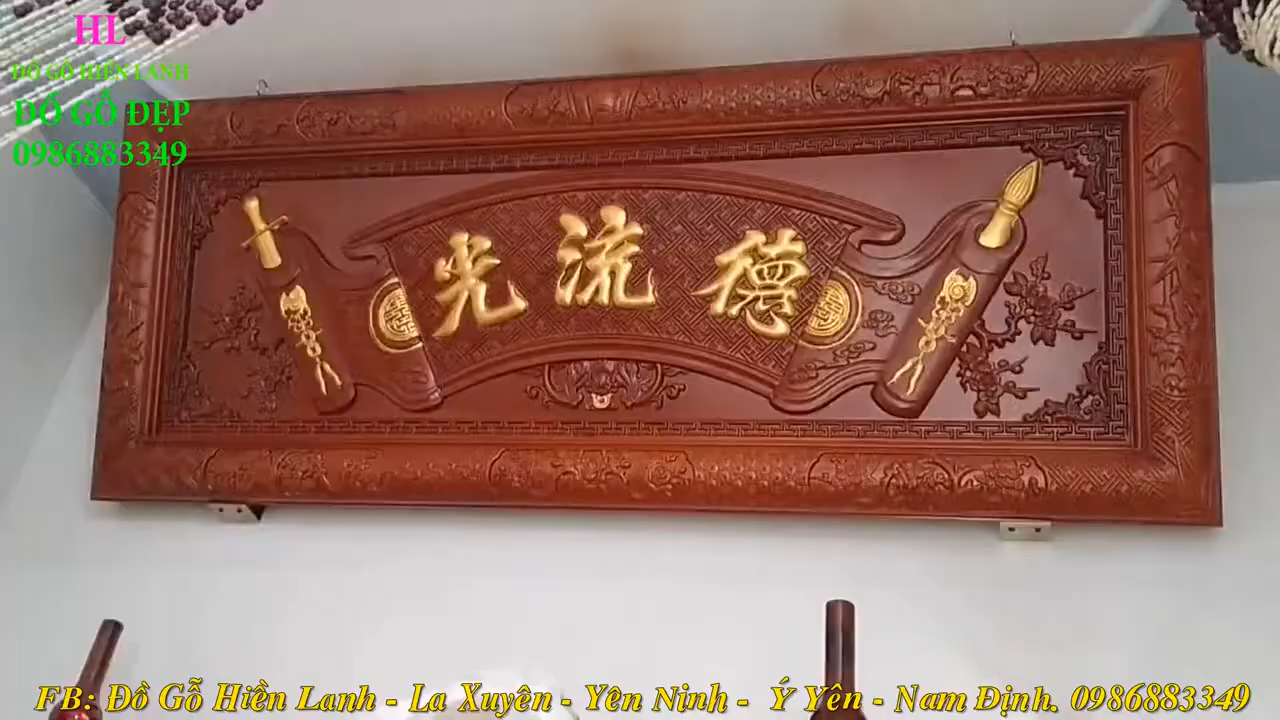 HL
ĐỒ GỖ HIỀN LANH
ĐỒ GỖ ĐẸP
0986883349
德流光
FB: Đồ Gỗ Hiền Lanh - La Xuyên - Yên Ninh - Ý Yên - Nam Định. 0986883349